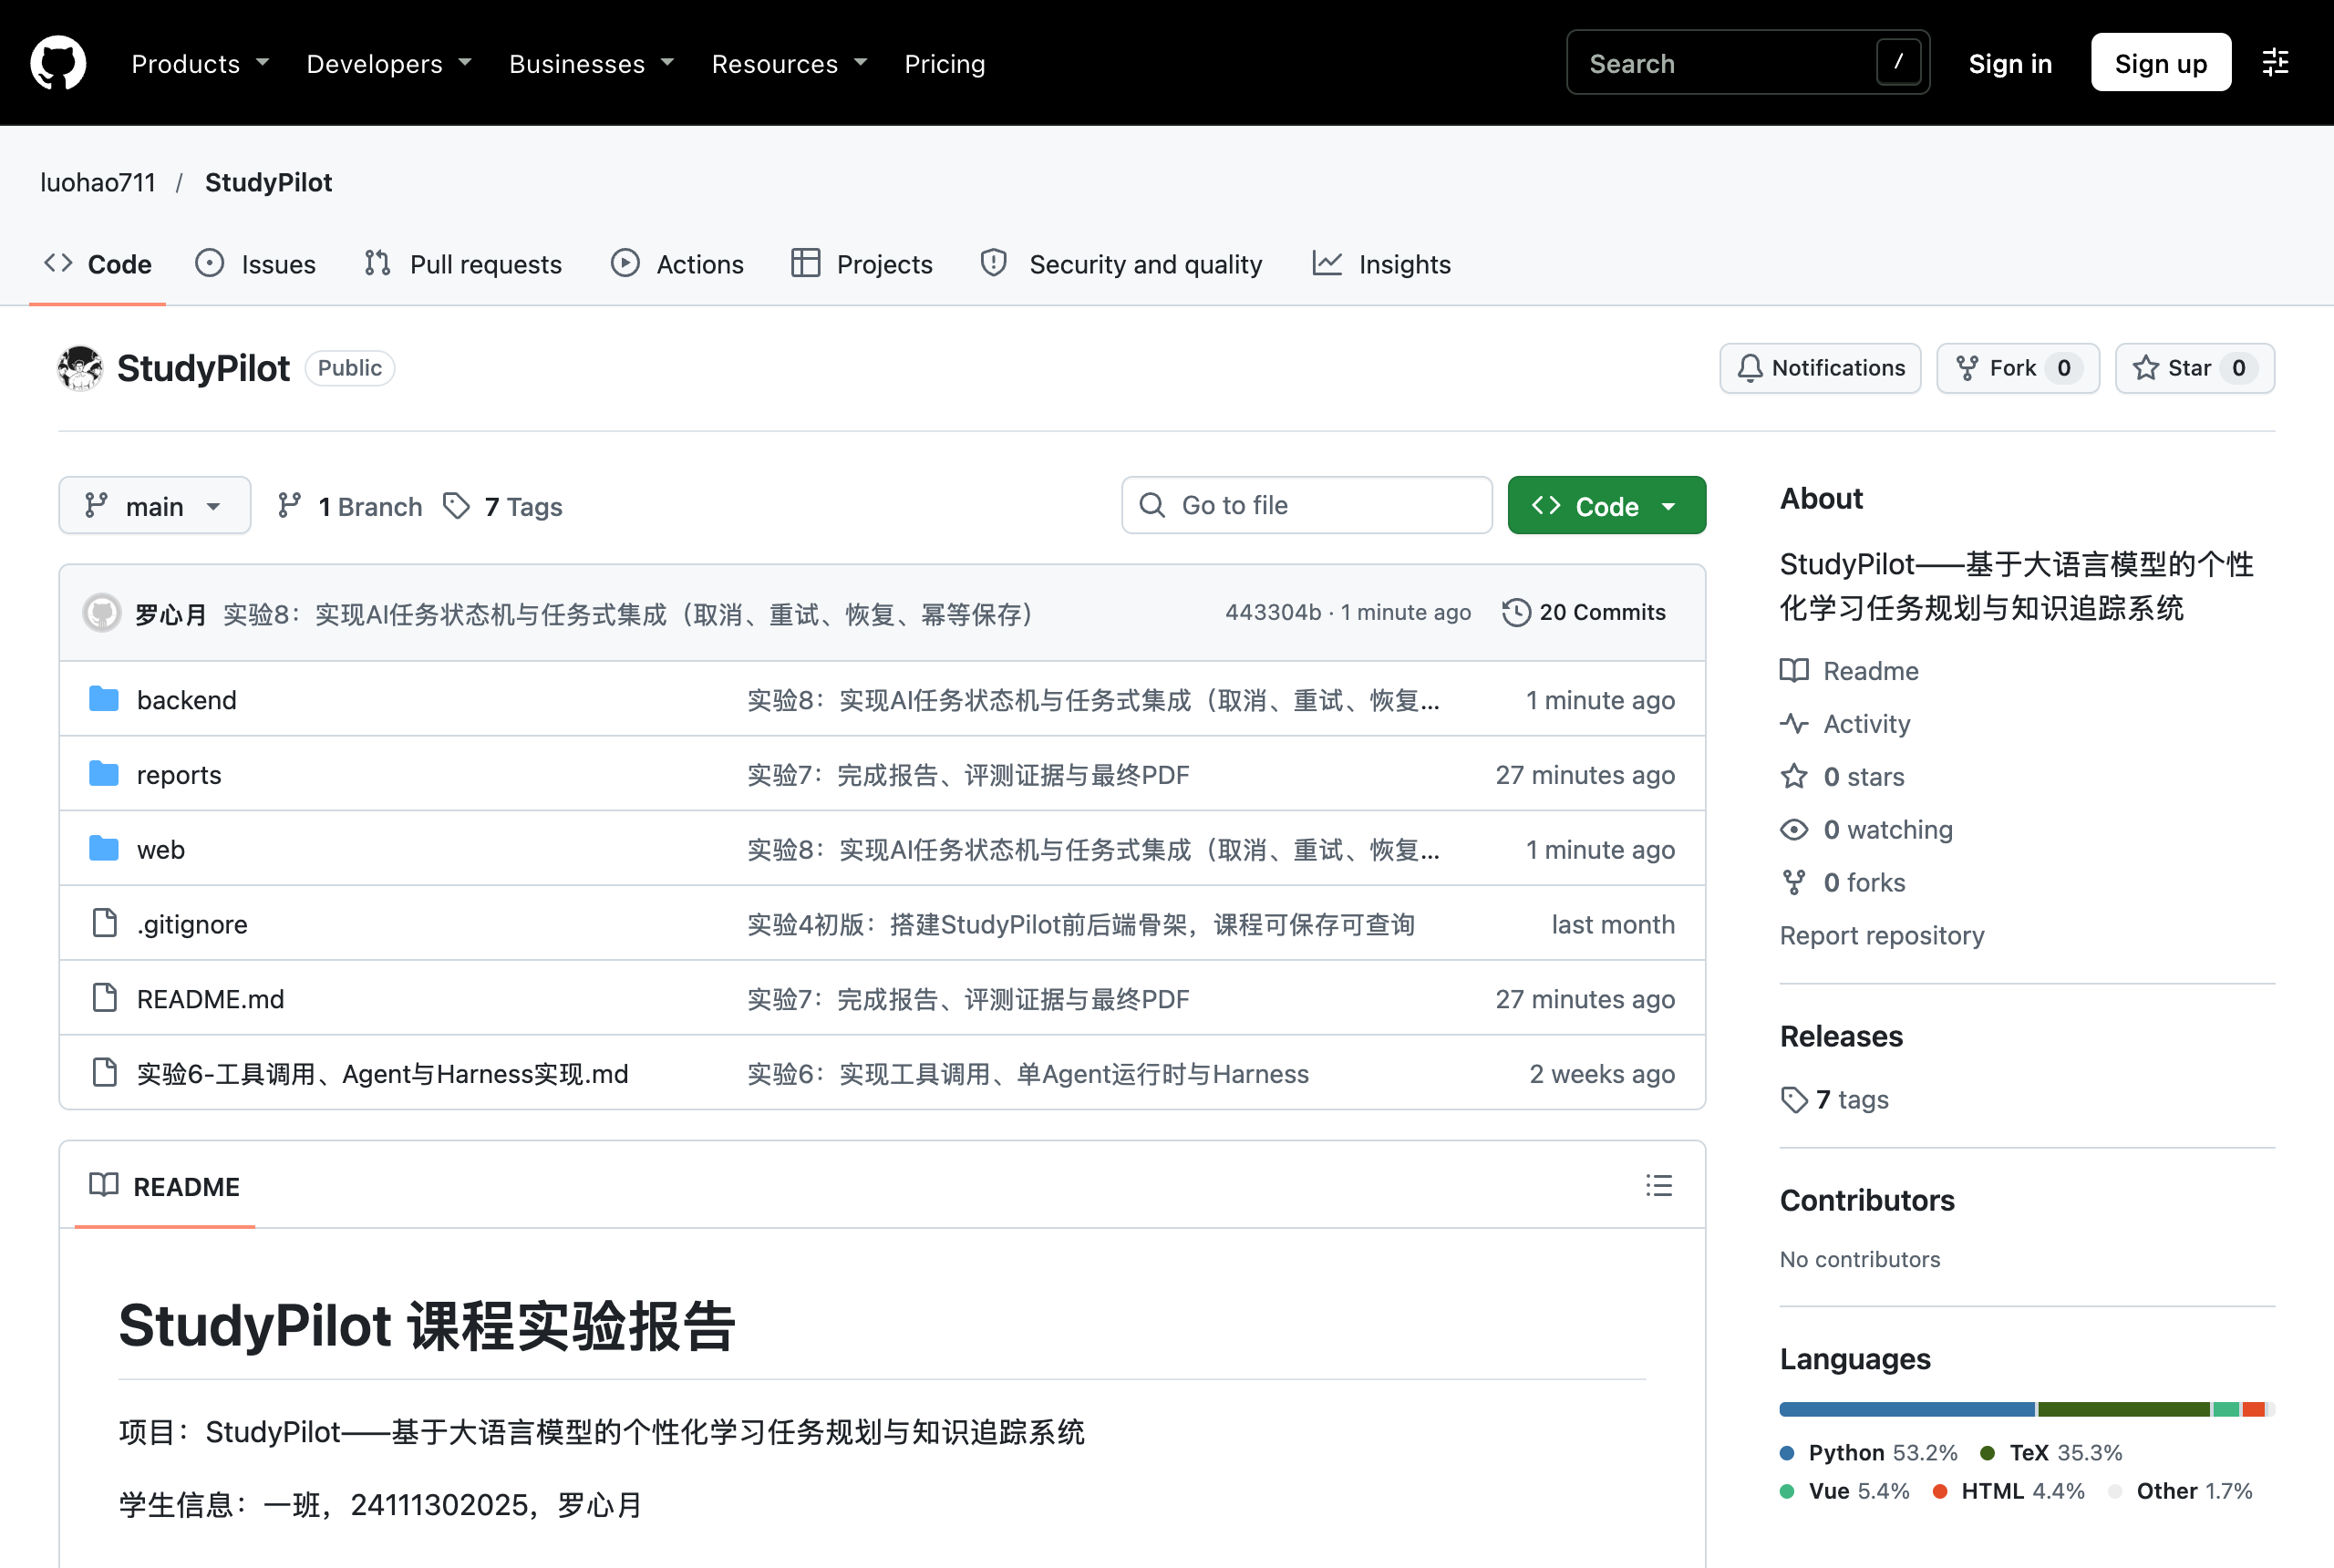 Products Developers Businesses Resources Pricing Search / Sign in Sign up
luohao711 / StudyPilot
Code Issues Pull requests Actions Projects Security and quality Insights
StudyPilot Public Notifications Fork 0 Star 0
main 1 Branch 7 Tags Go to file Code
罗心月 实验8：实现AI任务状态机与任务式集成（取消、重试、恢复、幂等保存） 443304b · 1 minute ago 20 Commits
backend 实验8：实现AI任务状态机与任务式集成（取消、重试、恢复... 1 minute ago
reports 实验7：完成报告、评测证据与最终PDF 27 minutes ago
web 实验8：实现AI任务状态机与任务式集成（取消、重试、恢复... 1 minute ago
.gitignore 实验4初版：搭建StudyPilot前后端骨架，课程可保存可查询 last month
README.md 实验7：完成报告、评测证据与最终PDF 27 minutes ago
实验6-工具调用、Agent与Harness实现.md 实验6：实现工具调用、单Agent运行时与Harness 2 weeks ago
README
StudyPilot 课程实验报告
项目：StudyPilot——基于大语言模型的个性化学习任务规划与知识追踪系统
学生信息：一班，24111302025，罗心月
About
StudyPilot——基于大语言模型的个性
化学习任务规划与知识追踪系统
Readme
Activity
0 stars
0 watching
0 forks
Report repository
Releases
7 tags
Contributors
No contributors
Languages
Python 53.2% TeX 35.3%
Vue 5.4% HTML 4.4% Other 1.7%